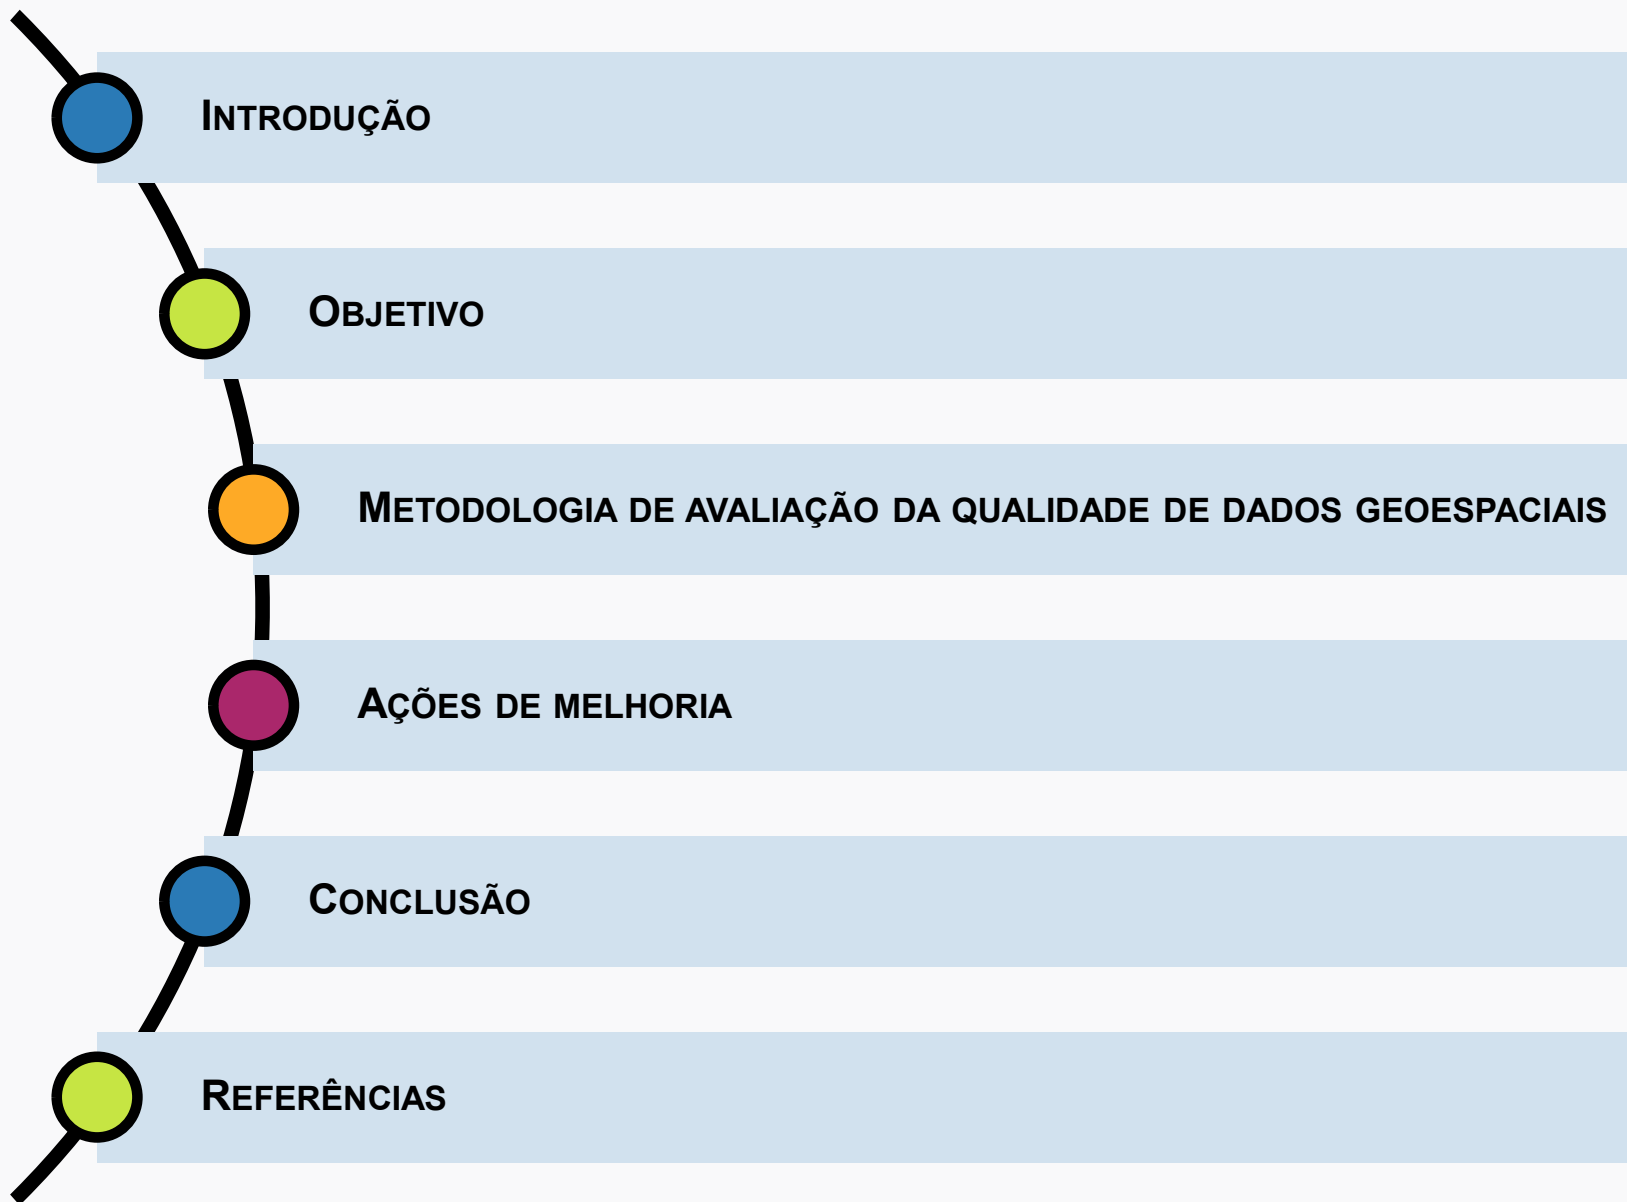 INTRODUÇÃO
OBJETIVO
METODOLOGIA DE AVALIAÇÃO DA QUALIDADE DE DADOS GEOESPACIAIS
AÇÕES DE MELHORIA
CONCLUSÃO
REFERÊNCIAS